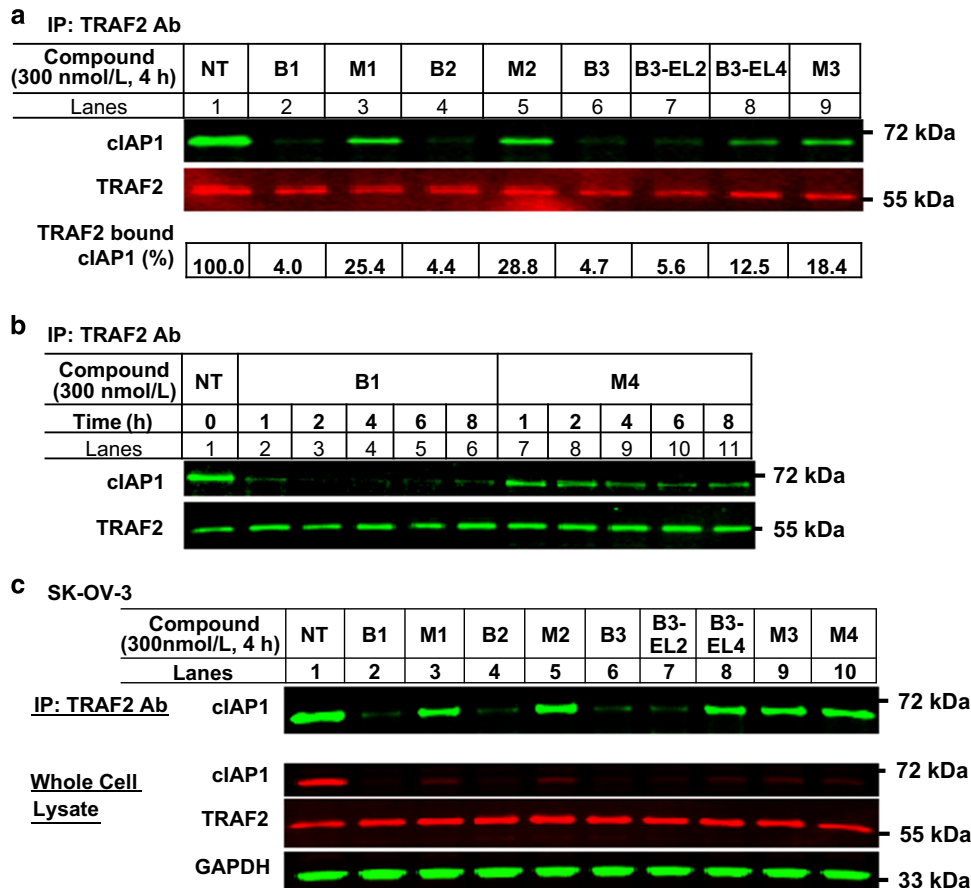 a
IP: TRAF2 Ab
Compound
(300 nmol/L, 4 h)
NT B1 M1 B2 M2 B3 B3-EL2 B3-EL4 M3
Lanes 1 2 3 4 5 6 7 8 9
cIAP1
72 kDa
TRAF2
55 kDa
TRAF2 bound
cIAP1 (%)
100.0 4.0 25.4 4.4 28.8 4.7 5.6 12.5 18.4
b
IP: TRAF2 Ab
Compound
(300 nmol/L)
NT B1 M4
Time (h) 0 1 2 4 6 8 1 2 4 6 8
Lanes 1 2 3 4 5 6 7 8 9 10 11
cIAP1
72 kDa
TRAF2
55 kDa
c
SK-OV-3
Compound
(300nmol/L, 4 h)
NT B1 M1 B2 M2 B3 B3-
EL2 B3-
EL4 M3 M4
Lanes 1 2 3 4 5 6 7 8 9 10
IP: TRAF2 Ab
cIAP1
72 kDa
Whole Cell
Lysate
cIAP1
72 kDa
TRAF2
55 kDa
GAPDH
33 kDa